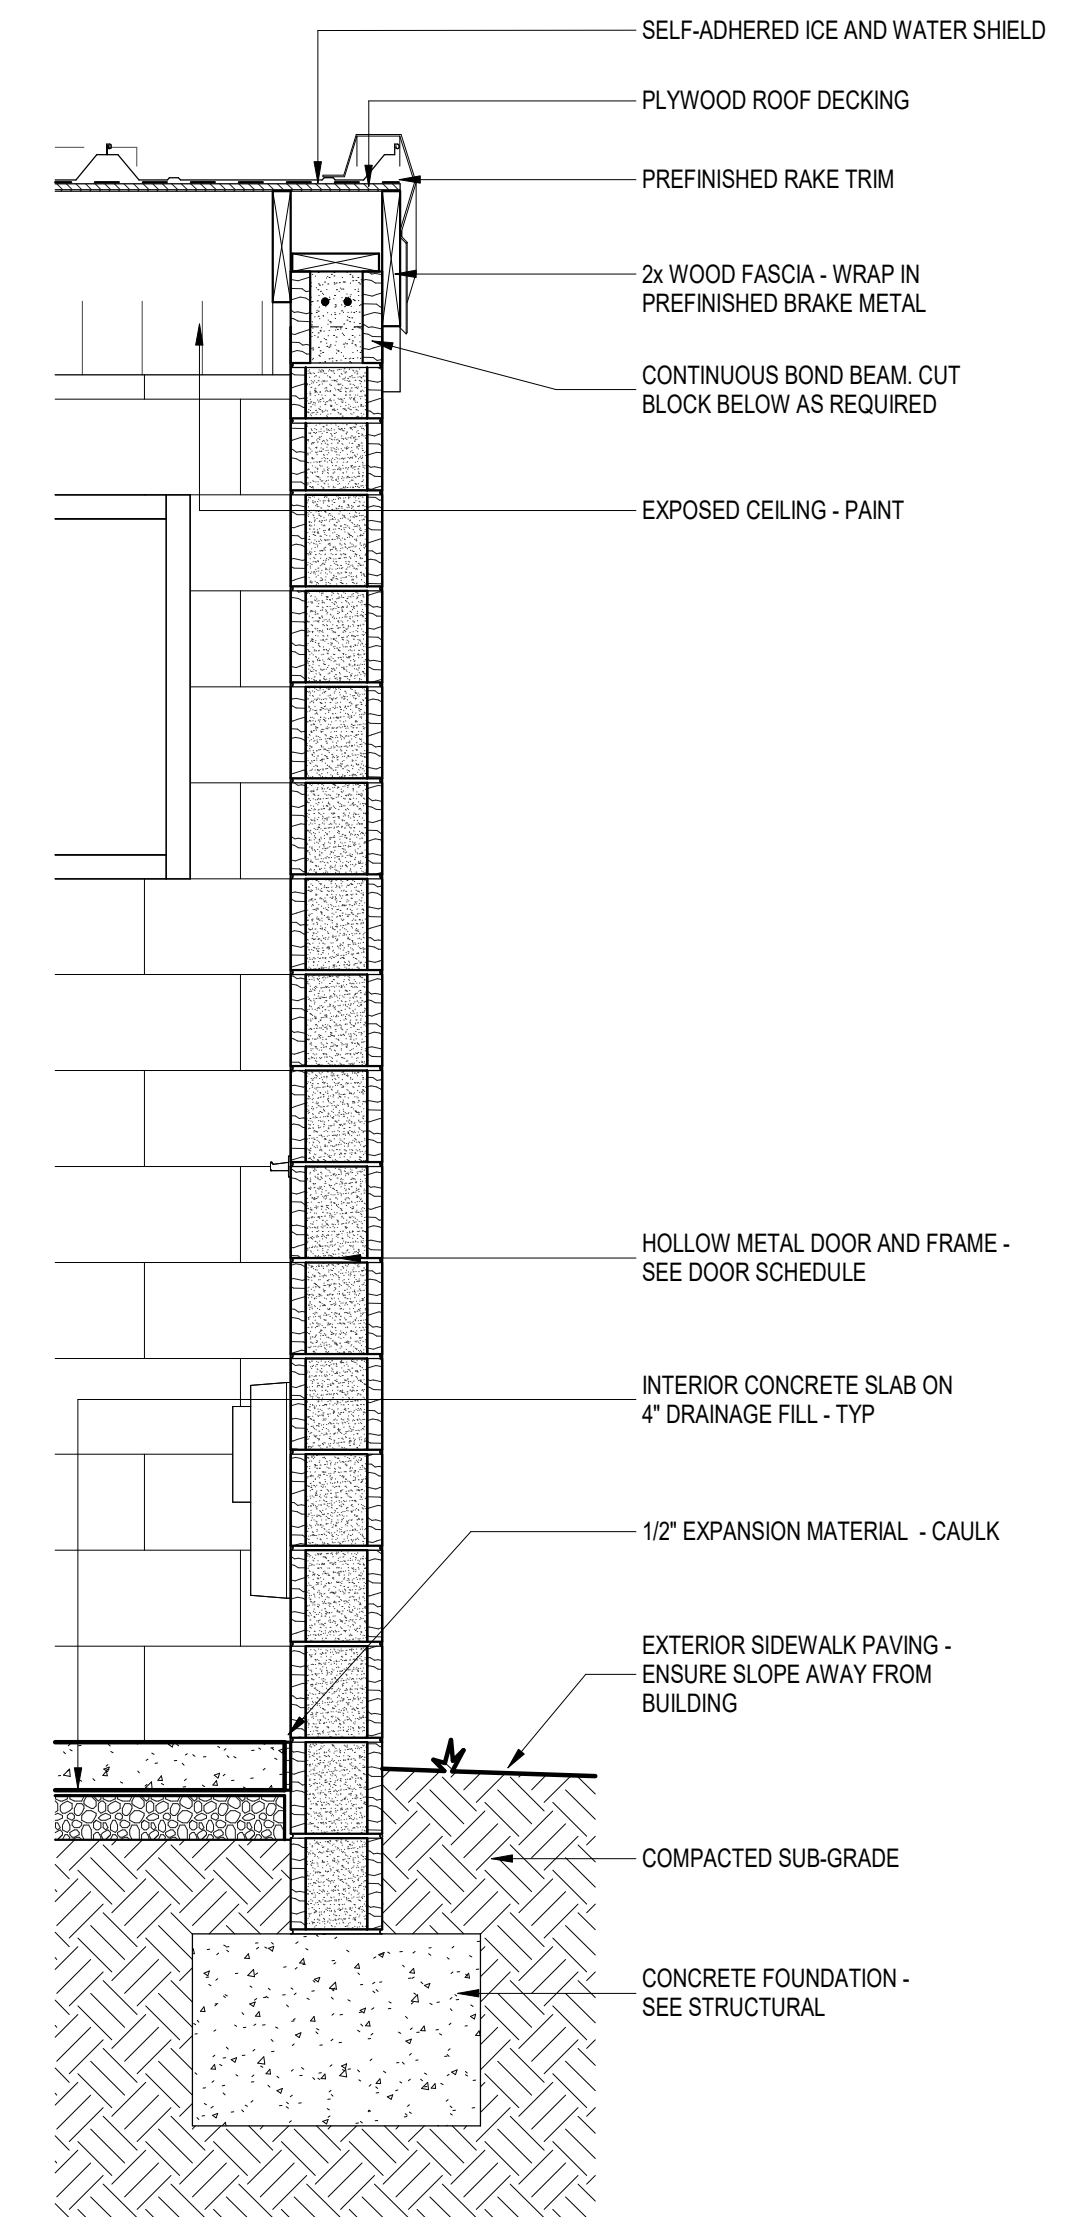 SELF-ADHERED ICE AND WATER SHIELD
PLYWOOD ROOF DECKING
PREFINISHED RAKE TRIM
2x WOOD FASCIA - WRAP IN
PREFINISHED BRAKE METAL
CONTINUOUS BOND BEAM. CUT
BLOCK BELOW AS REQUIRED
EXPOSED CEILING - PAINT
HOLLOW METAL DOOR AND FRAME -
SEE DOOR SCHEDULE
INTERIOR CONCRETE SLAB ON
4" DRAINAGE FILL - TYP
1/2" EXPANSION MATERIAL - CAULK
EXTERIOR SIDEWALK PAVING -
ENSURE SLOPE AWAY FROM
BUILDING
COMPACTED SUB-GRADE
CONCRETE FOUNDATION -
SEE STRUCTURAL